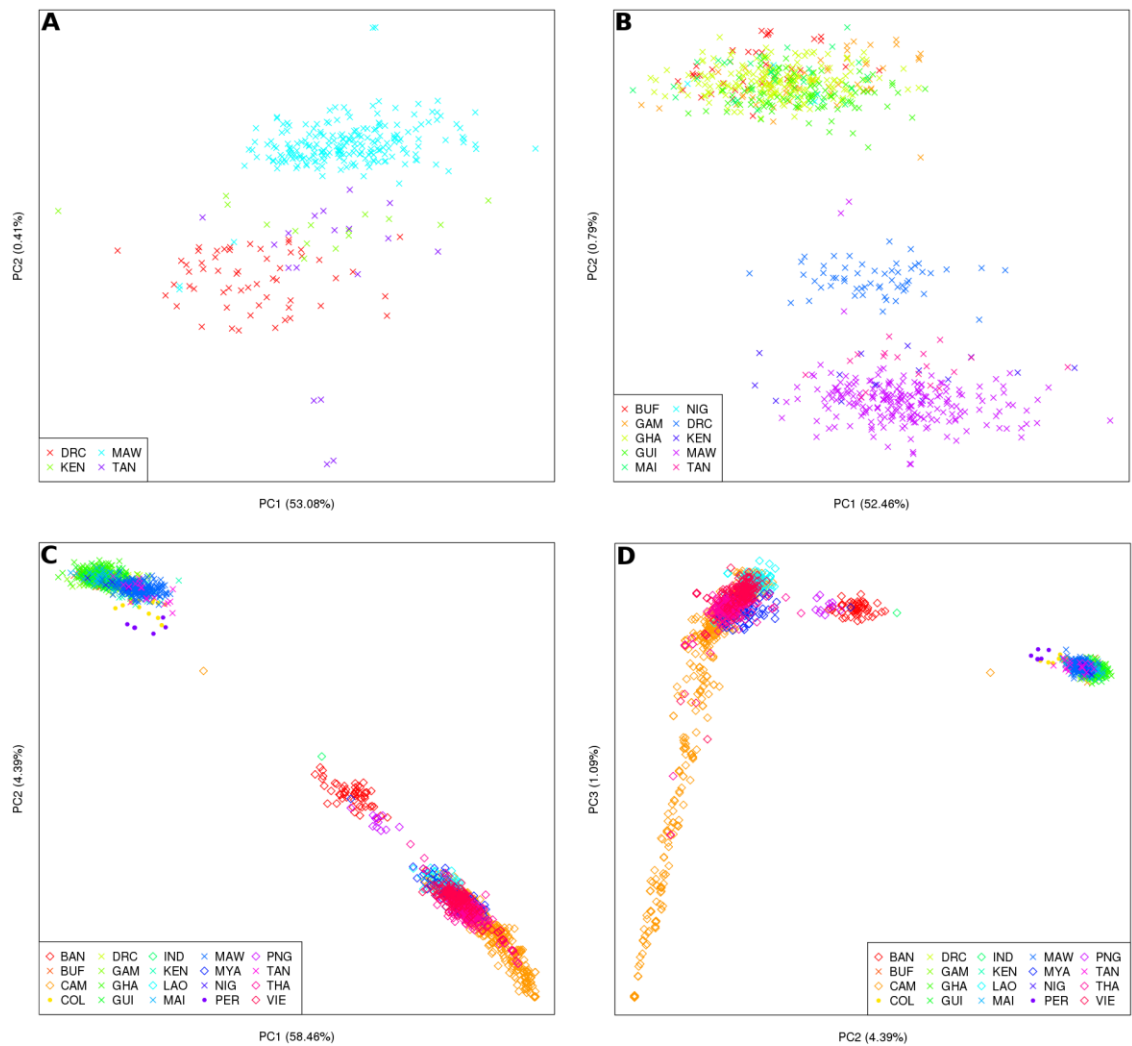 A
PC2 (0.41%)
DRC MAW
KEN TAN
PC1 (53.08%)
B
PC2 (0.79%)
BUF NIG
GAM DRC
GHA KEN
GUI MAW
MAI TAN
PC1 (52.46%)
C
PC2 (4.39%)
BAN DRC IND MAW PNG
BUF GAM KEN MYA TAN
CAM GHA LAO NIG THA
COL GUI MAI PER VIE
PC1 (58.46%)
D
PC3 (1.09%)
BAN DRC IND MAW PNG
BUF GAM KEN MYA TAN
CAM GHA LAO NIG THA
COL GUI MAI PER VIE
PC2 (4.39%)